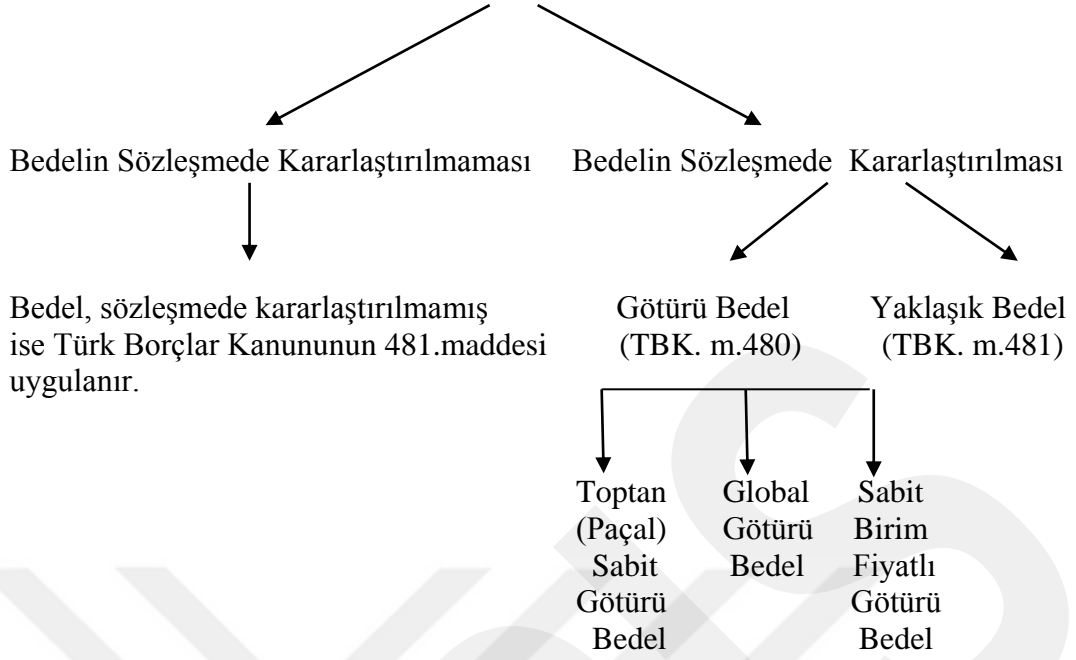 Bedelin Sözleşmede Kararlaştırılmaması
Bedelin Sözleşmede Kararlaştırılması
Bedel, sözleşmede kararlaştırılmamış
ise Türk Borçlar Kanununun 481.maddesi
uygulanır.
Götürü Bedel
(TBK. m.480)
Yaklaşık Bedel
(TBK. m.481)
Toptan
(Paçal)
Sabit
Götürü
Bedel
Global
Götürü
Bedel
Sabit
Birim
Fiyatlı
Götürü
Bedel